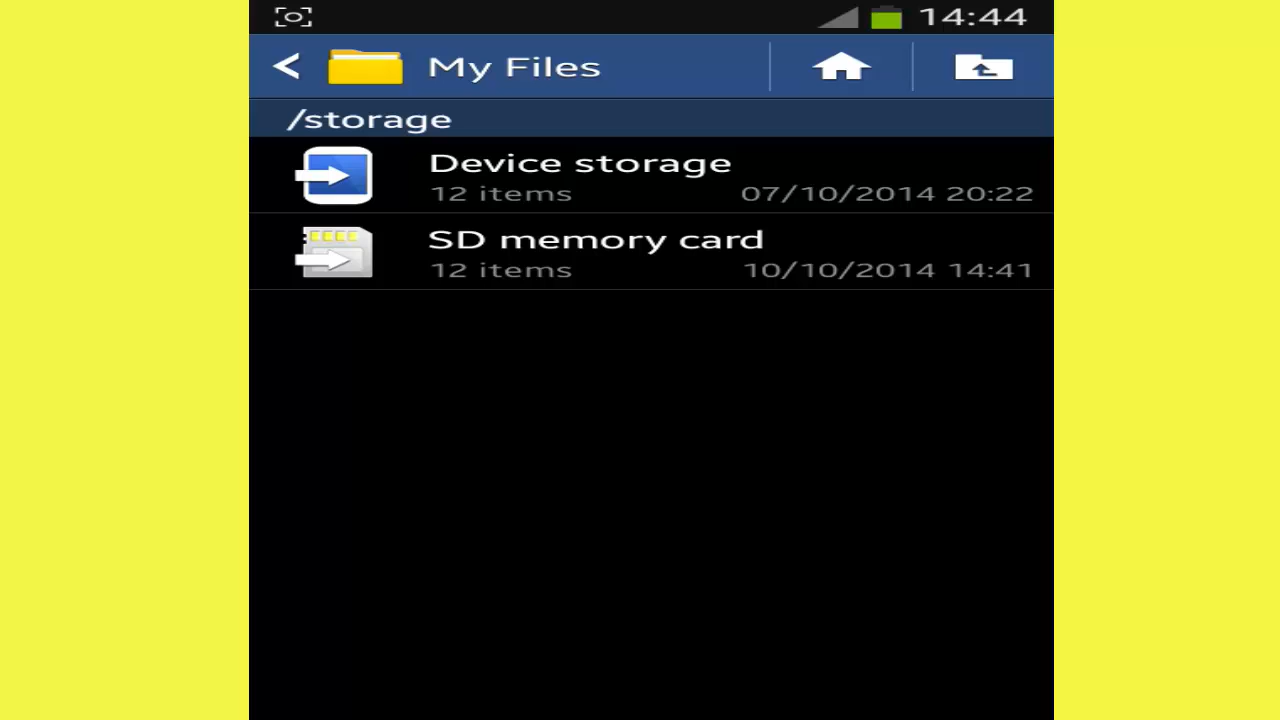 14:44
My Files
/storage
Device storage
12 items 07/10/2014 20:22
SD memory card
12 items 10/10/2014 14:41